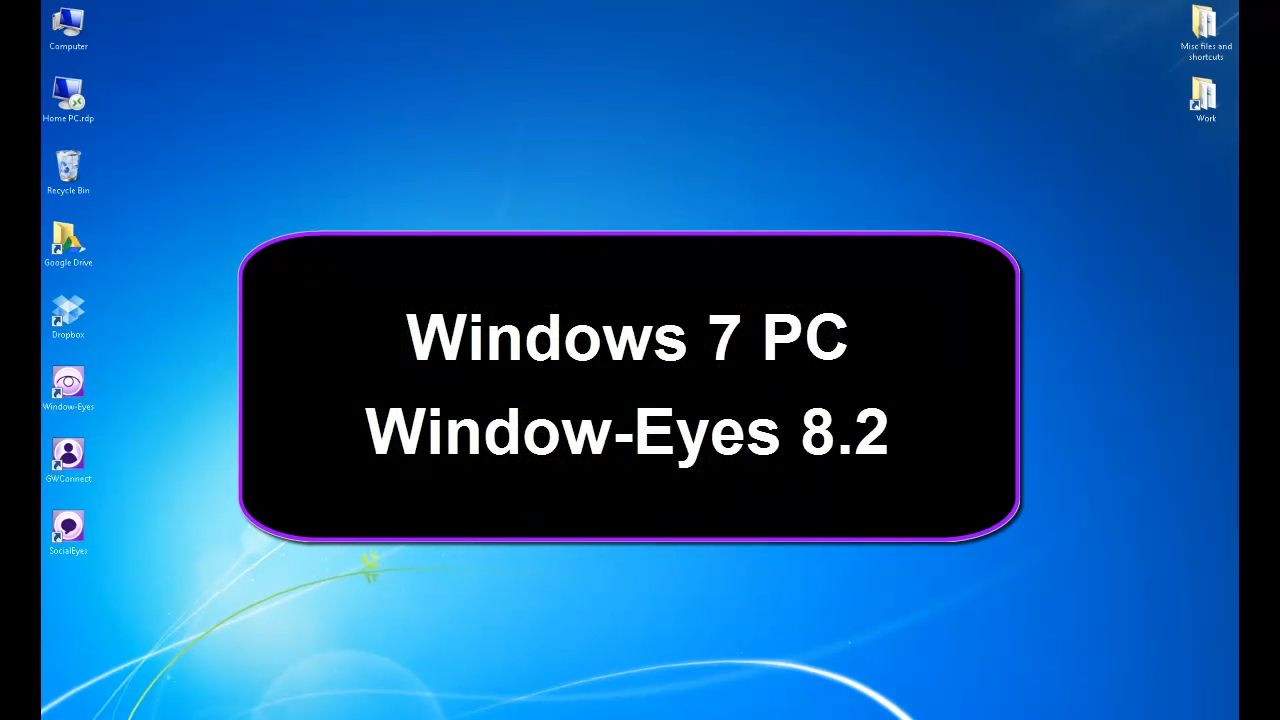 Computer
Home PC.rdp
Recycle Bin
Google Drive
Dropbox
Window-Eyes
GWConnect
SocialEyes
Windows 7 PC
Window-Eyes 8.2
Misc files and
shortcuts
Work